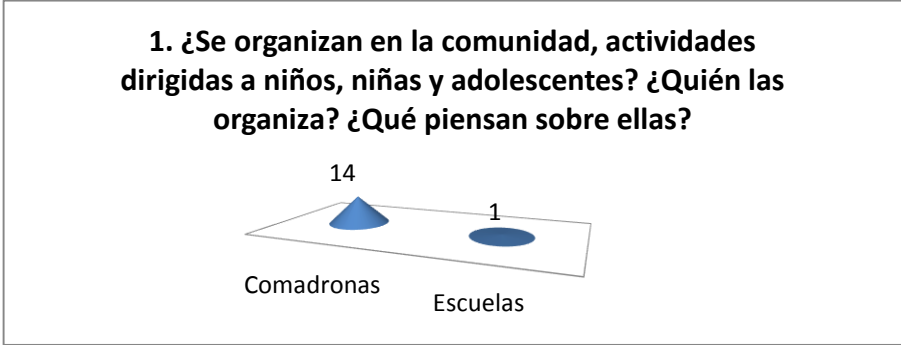 1. ¿Se organizan en la comunidad, actividades
dirigidas a niños, niñas y adolescentes? ¿Quién las
organiza? ¿Qué piensan sobre ellas?
14
1
Comadronas
Escuelas